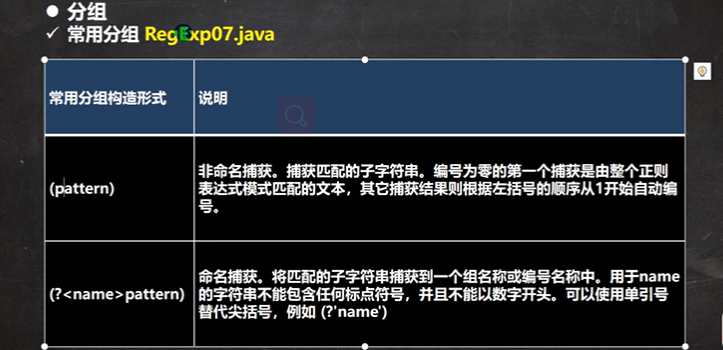 分组
常用分组 RegExp07.java
常用分组构造形式
说明
(pattern)
非命名捕获。捕获匹配的子字符串。编号为零的第一个捕获是由整个正则
表达式模式匹配的文本，其它捕获结果则根据左括号的顺序从1开始自动编
号。
(?<name>pattern)
命名捕获。将匹配的子字符串捕获到一个组名称或编号名称中。用于name
的字符串不能包含任何标点符号，并且不能以数字开头。可以使用单引号
替代尖括号，例如 (?'name')